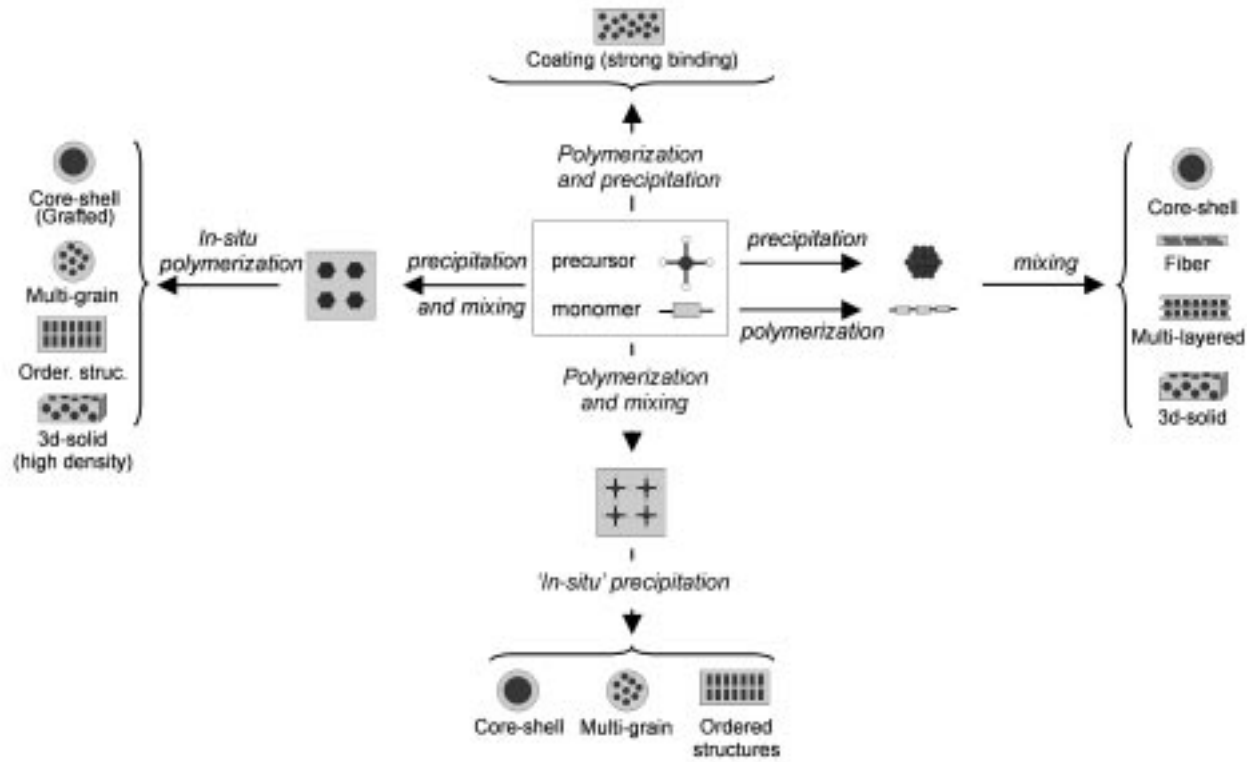 Coating (strong binding)
Polymerization
and precipitation
Core-shell
(Grafted)
Multi-grain
Order. struc.
3d-solid
(high density)
In-situ
polymerization
precipitation
and mixing
precursor
monomer
precipitation
polymerization
mixing
Core-shell
Fiber
Multi-layered
3d-solid
Polymerization
and mixing
'In-situ' precipitation
Core-shell
Multi-grain
Ordered
structures